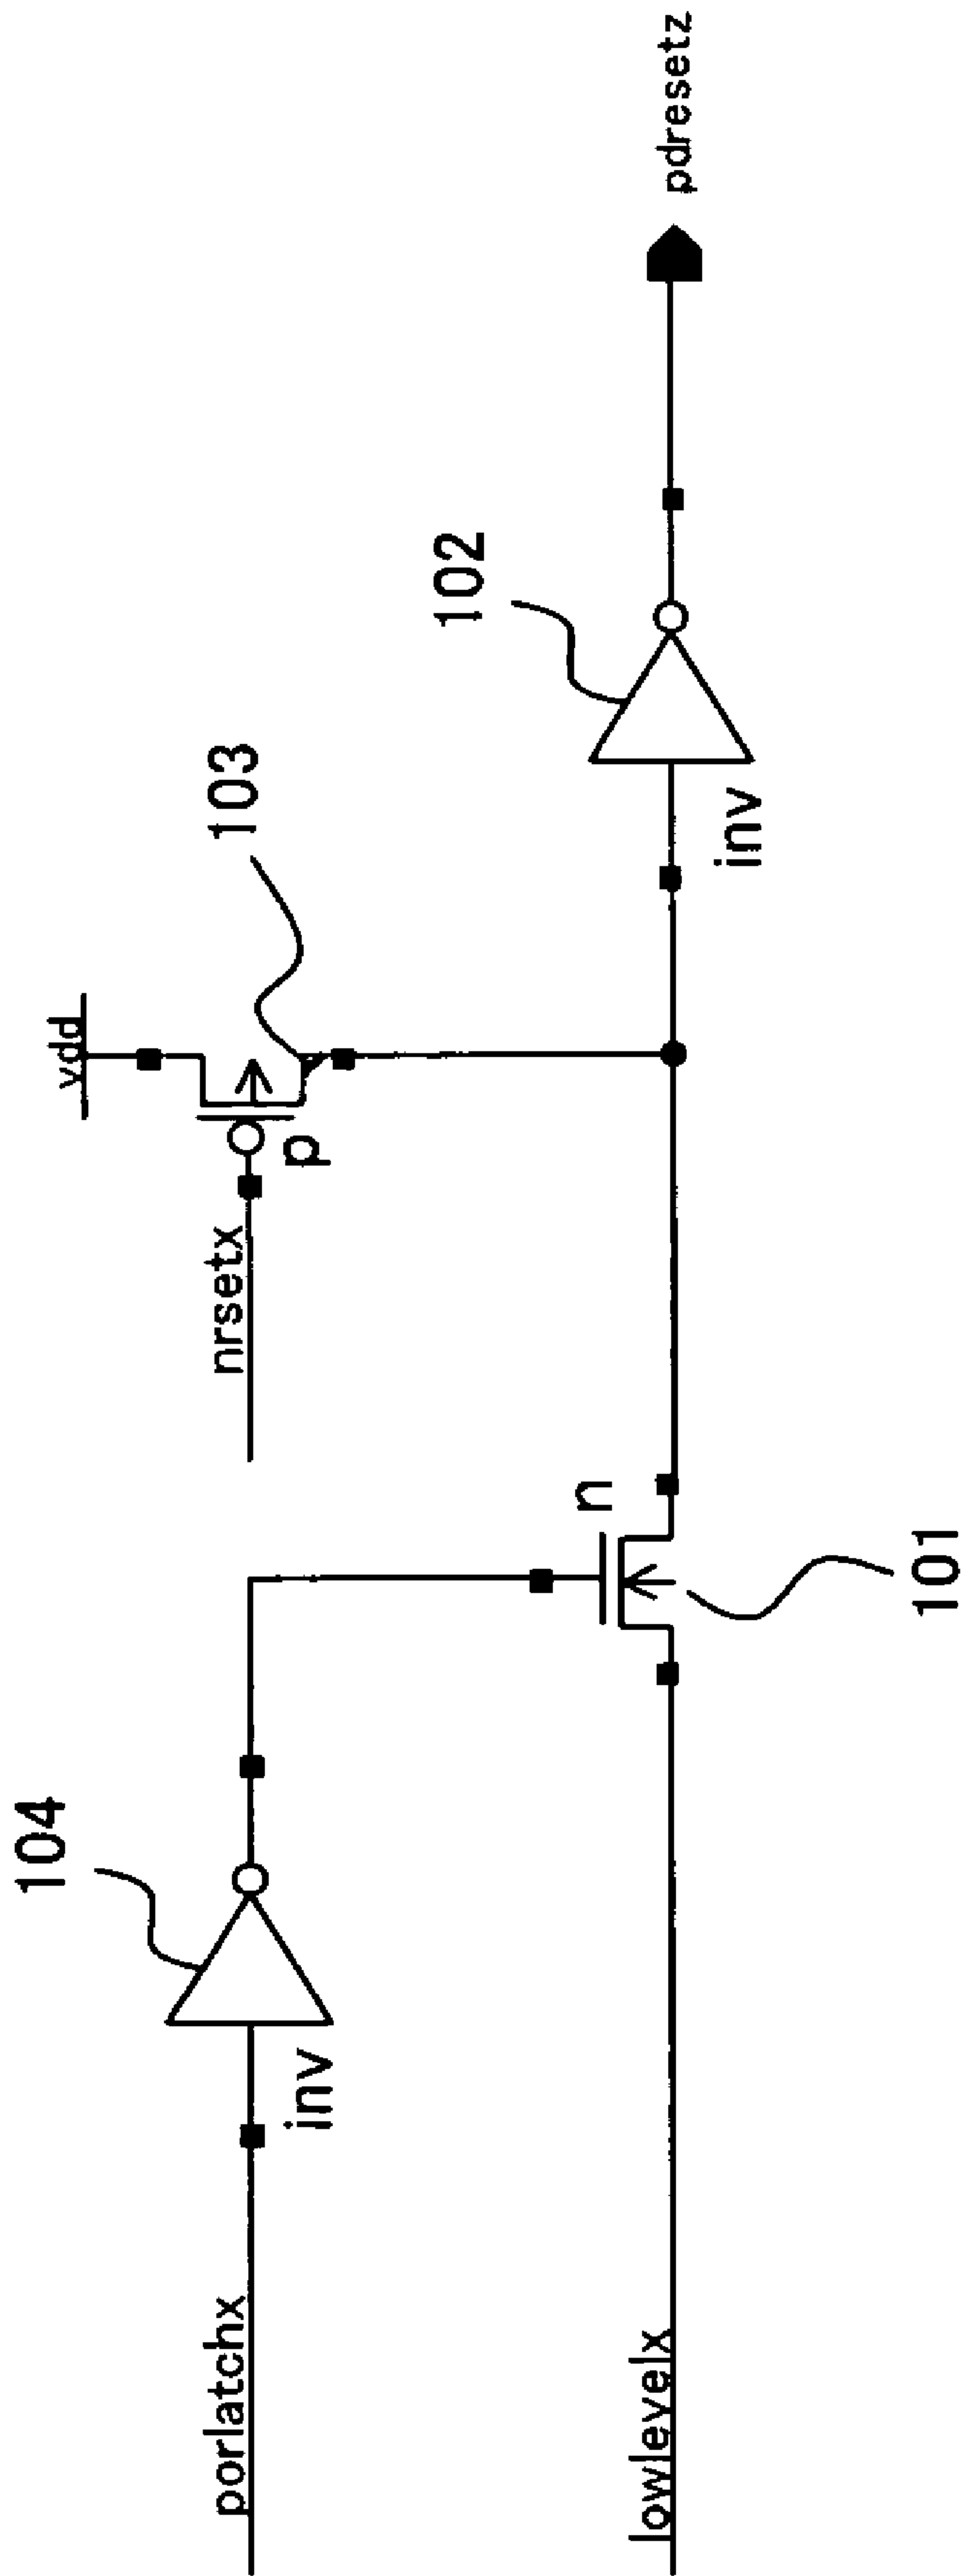 vdd
103
nrsetx
p
104
porlatchx
inv
n
101
lowlevelx
102
inv
pdresetz